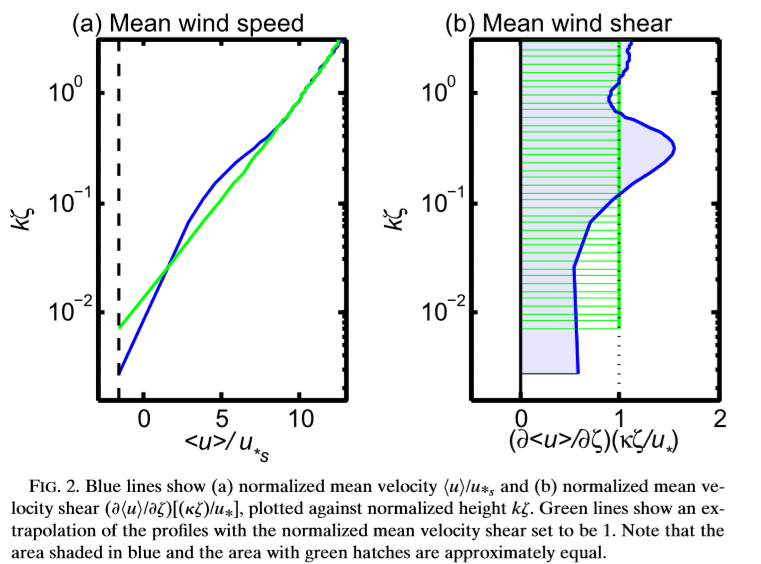 (a) Mean wind speed
(b) Mean wind shear
10⁰
10⁻¹
10⁻²
kζ
0 5 10
<u>/u*s
10⁰
10⁻¹
10⁻²
kζ
0 1 2
(∂<u>/∂ζ)(κζ/u*)
FIG. 2. Blue lines show (a) normalized mean velocity ⟨u⟩/u*s and (b) normalized mean ve-
locity shear (∂⟨u⟩/∂ζ)[(κζ)/u*], plotted against normalized height kζ. Green lines show an ex-
trapolation of the profiles with the normalized mean velocity shear set to be 1. Note that the
area shaded in blue and the area with green hatches are approximately equal.